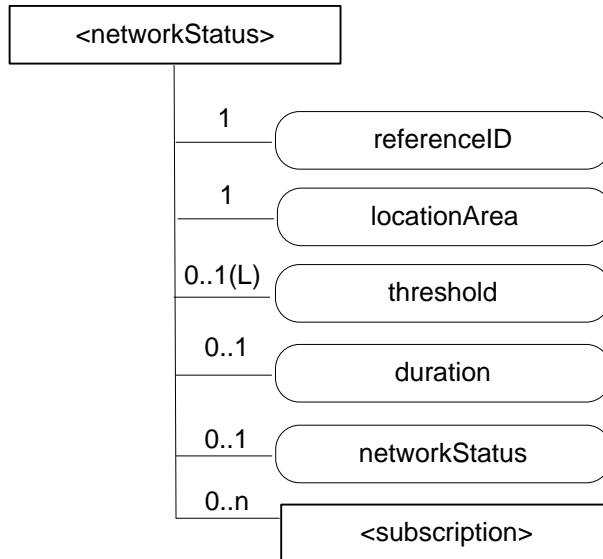 <networkStatus>
1
referenceID
1
locationArea
0..1(L)
threshold
0..1
duration
0..1
networkStatus
0..n
<subscription>